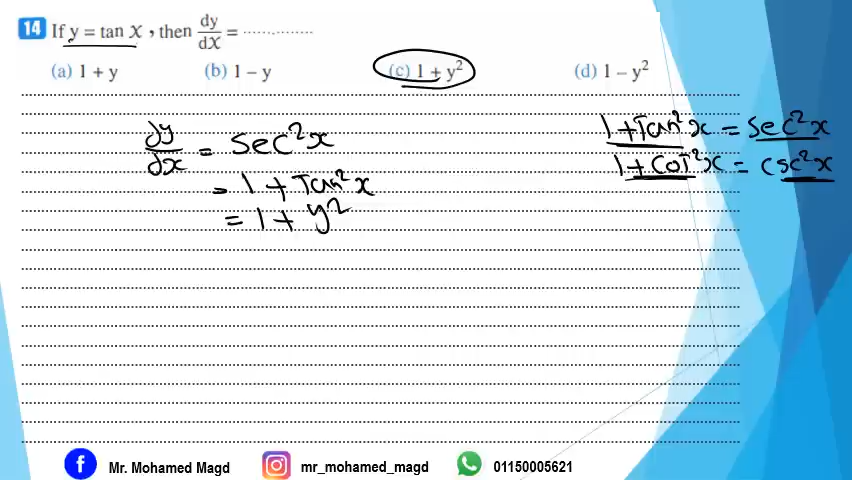 14 If y = tan X , then dy/dX = ...............
(a) 1 + y (b) 1 – y (c) 1 + y² (d) 1 – y²
dy/dx = sec²x
= 1 + Tan²x
= 1 + y²
1 + Tan²x = sec²x
1 + COT²x = csc²x
Mr. Mohamed Magd mr_mohamed_magd 01150005621